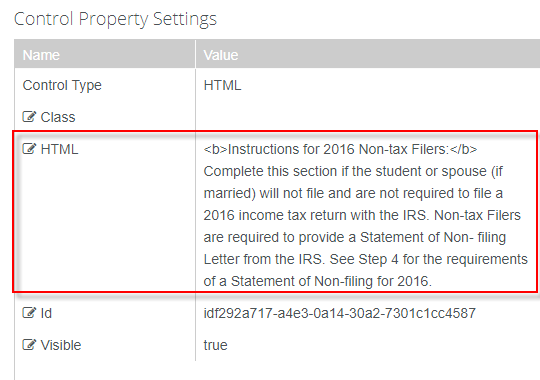 Control Property Settings
Name Value
Control Type HTML
Class
HTML <b>Instructions for 2016 Non-tax Filers:</b>
Complete this section if the student or spouse (if
married) will not file and are not required to file a
2016 income tax return with the IRS. Non-tax Filers
are required to provide a Statement of Non- filing
Letter from the IRS. See Step 4 for the requirements
of a Statement of Non-filing for 2016.
Id idf292a717-a4e3-0a14-30a2-7301c1cc4587
Visible true